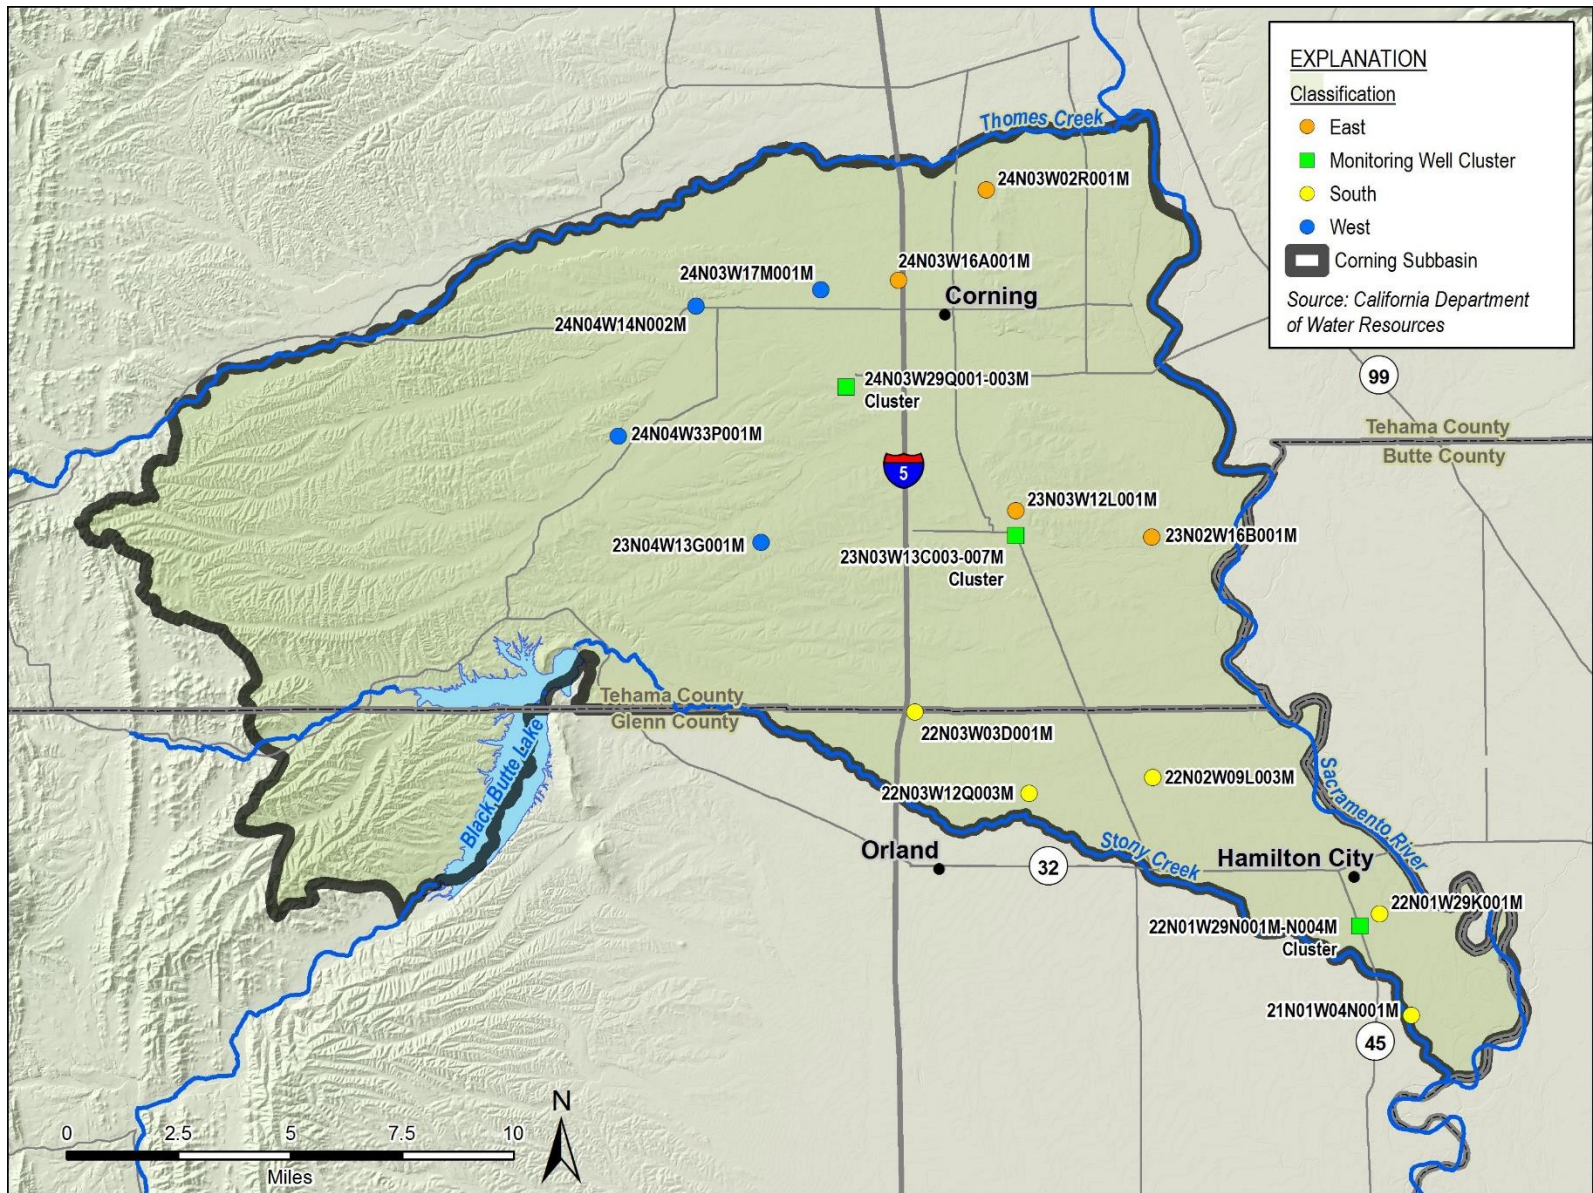 EXPLANATION
Classification
East
Monitoring Well Cluster
South
West
Corning Subbasin
Source: California Department
of Water Resources
Thomes Creek
24N03W02R001M
24N03W16A001M
24N03W17M001M
Corning
24N04W14N002M
24N03W29Q001-003M
Cluster
99
Tehama County
Butte County
24N04W33P001M
5
23N03W12L001M
23N02W16B001M
23N04W13G001M
23N03W13C003-007M
Cluster
Tehama County
Glenn County
22N03W03D001M
Black Butte Lake
22N02W09L003M
22N03W12Q003M
Sacramento River
Stony Creek
Orland
32
Hamilton City
22N01W29K001M
22N01W29N001M-N004M
Cluster
21N01W04N001M
45
N
0 2.5 5 7.5 10
Miles